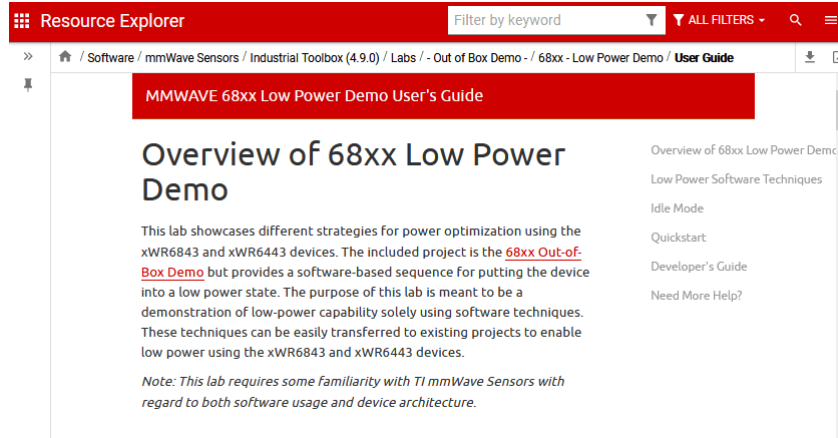 Resource Explorer
Filter by keyword
ALL FILTERS
/ Software / mmWave Sensors / Industrial Toolbox (4.9.0) / Labs / - Out of Box Demo - / 68xx - Low Power Demo / User Guide
MMWAVE 68xx Low Power Demo User's Guide
Overview of 68xx Low Power
Demo
This lab showcases different strategies for power optimization using the
xWR6843 and xWR6443 devices. The included project is the 68xx Out-of-
Box Demo but provides a software-based sequence for putting the device
into a low power state. The purpose of this lab is meant to be a
demonstration of low-power capability solely using software techniques.
These techniques can be easily transferred to existing projects to enable
low power using the xWR6843 and xWR6443 devices.
Note: This lab requires some familiarity with TI mmWave Sensors with
regard to both software usage and device architecture.
Overview of 68xx Low Power Demo
Low Power Software Techniques
Idle Mode
Quickstart
Developer's Guide
Need More Help?